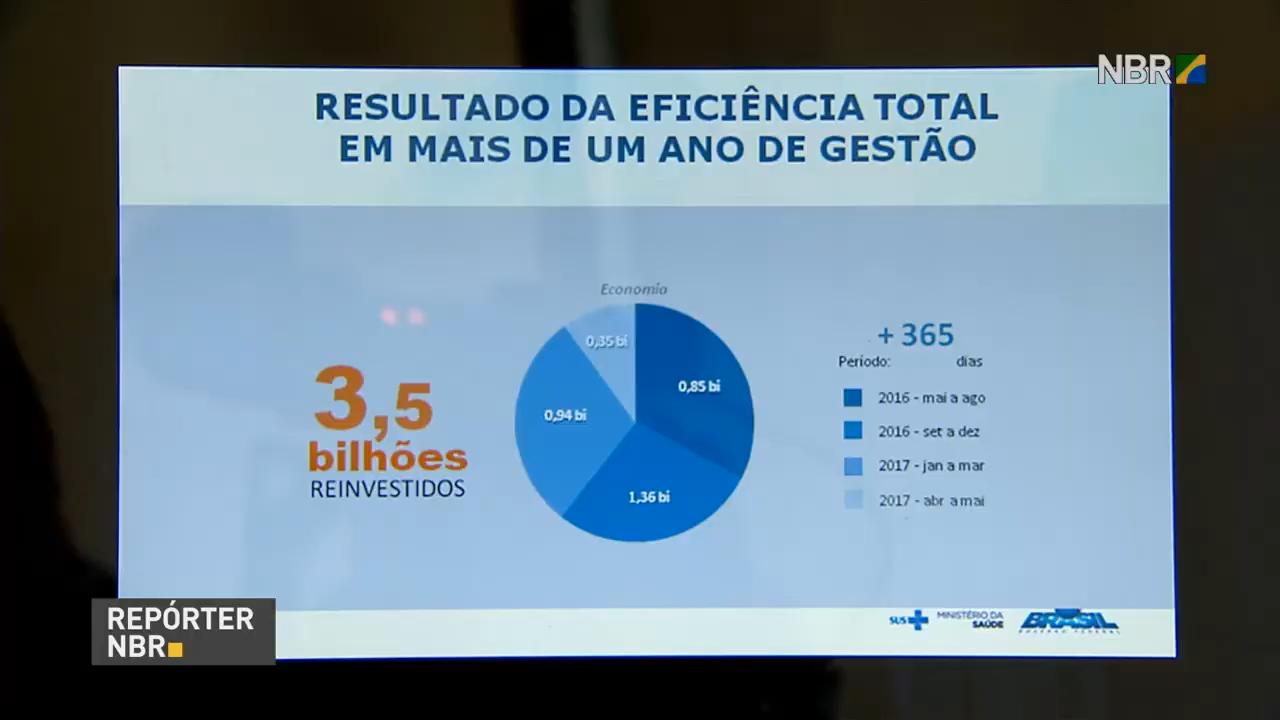 NBR
RESULTADO DA EFICIÊNCIA TOTAL
EM MAIS DE UM ANO DE GESTÃO
Economia
0,35 bi
0,85 bi
0,94 bi
1,36 bi
3,5
bilhões
REINVESTIDOS
+ 365
Período: dias
2016 - mai a ago
2016 - set a dez
2017 - jan a mar
2017 - abr a mai
SUS
MINISTÉRIO DA
SAÚDE
BRASIL
GOVERNO FEDERAL
REPÓRTER
NBR